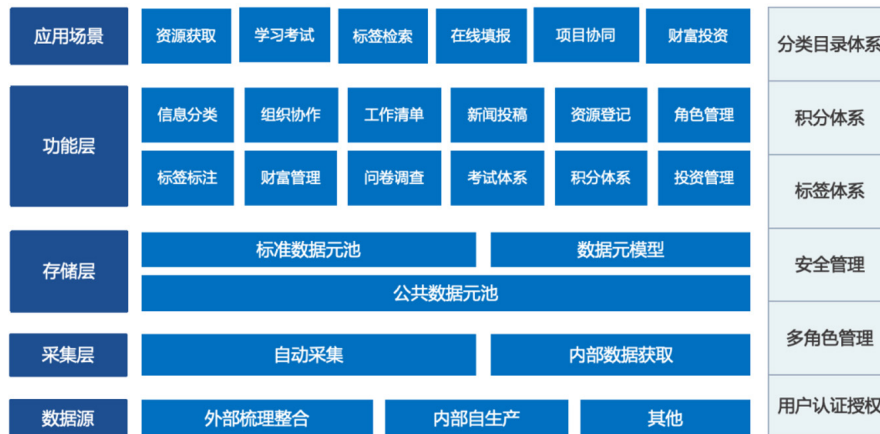 应用场景
资源获取
学习考试
标签检索
在线填报
项目协同
财富投资
功能层
信息分类
组织协作
工作清单
新闻投稿
资源登记
角色管理
标签标注
财富管理
问卷调查
考试体系
积分体系
投资管理
存储层
标准数据元池
数据元模型
公共数据元池
采集层
自动采集
内部数据获取
数据源
外部梳理整合
内部自生产
其他
分类目录体系
积分体系
标签体系
安全管理
多角色管理
用户认证授权